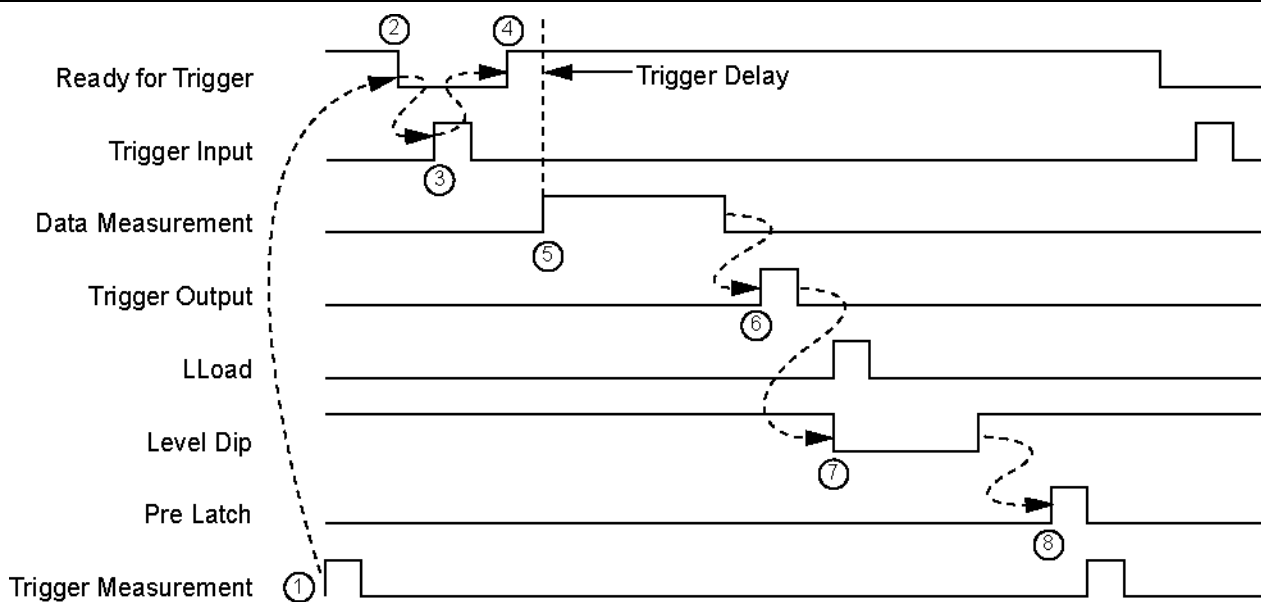 ②
④
Ready for Trigger
Trigger Delay
Trigger Input
③
Data Measurement
⑤
Trigger Output
⑥
LLoad
Level Dip
⑦
Pre Latch
⑧
Trigger Measurement
①